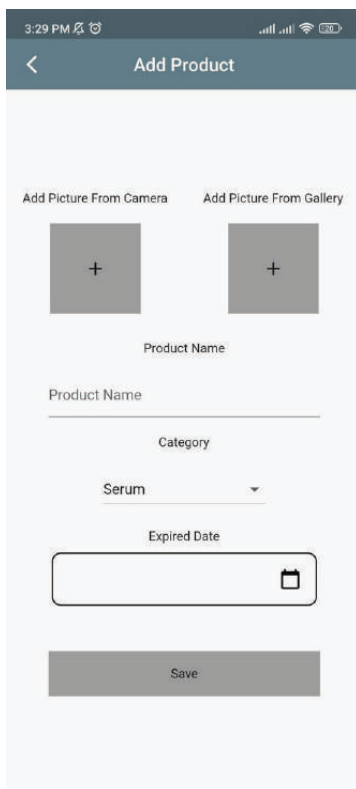 3:29 PM
Add Product
Add Picture From Camera Add Picture From Gallery
+ +
Product Name
Product Name
Category
Serum
Expired Date
Save